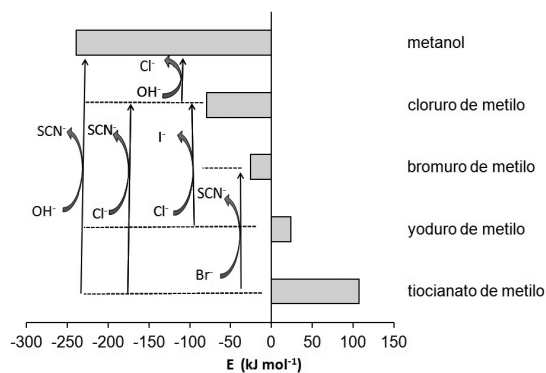 metanol
Cl⁻
OH⁻
cloruro de metilo
SCN⁻
SCN⁻
I⁻
bromuro de metilo
SCN⁻
OH⁻
Cl⁻
Cl⁻
yoduro de metilo
Br⁻
tiocianato de metilo
-300 -250 -200 -150 -100 -50 0 50 100 150
E (kJ mol⁻¹)